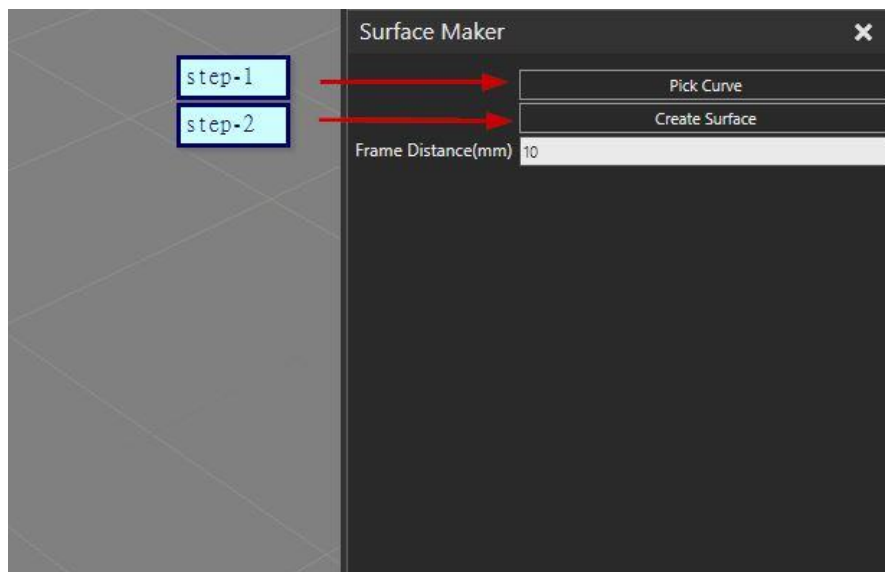 Surface Maker
step-1
Pick Curve
step-2
Create Surface
Frame Distance(mm) 10